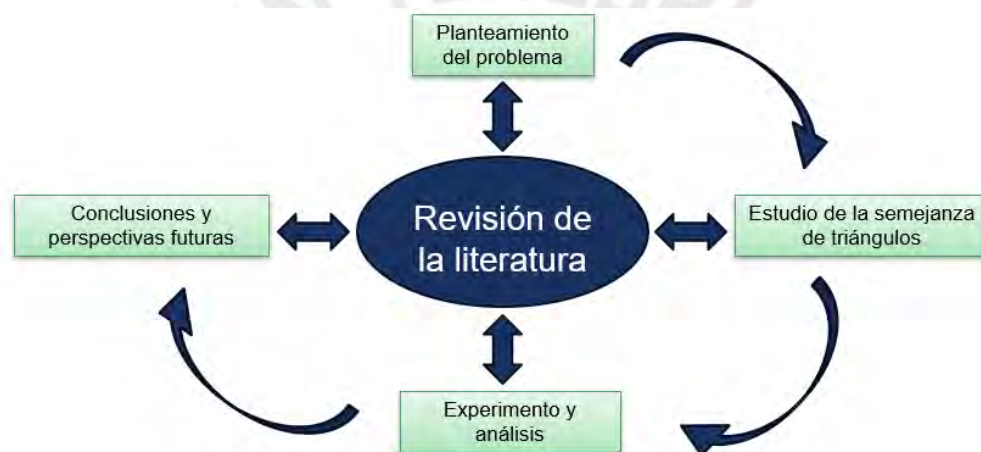 Planteamiento
del problema
Conclusiones y
perspectivas futuras
Revisión de
la literatura
Estudio de la semejanza
de triángulos
Experimento y
análisis